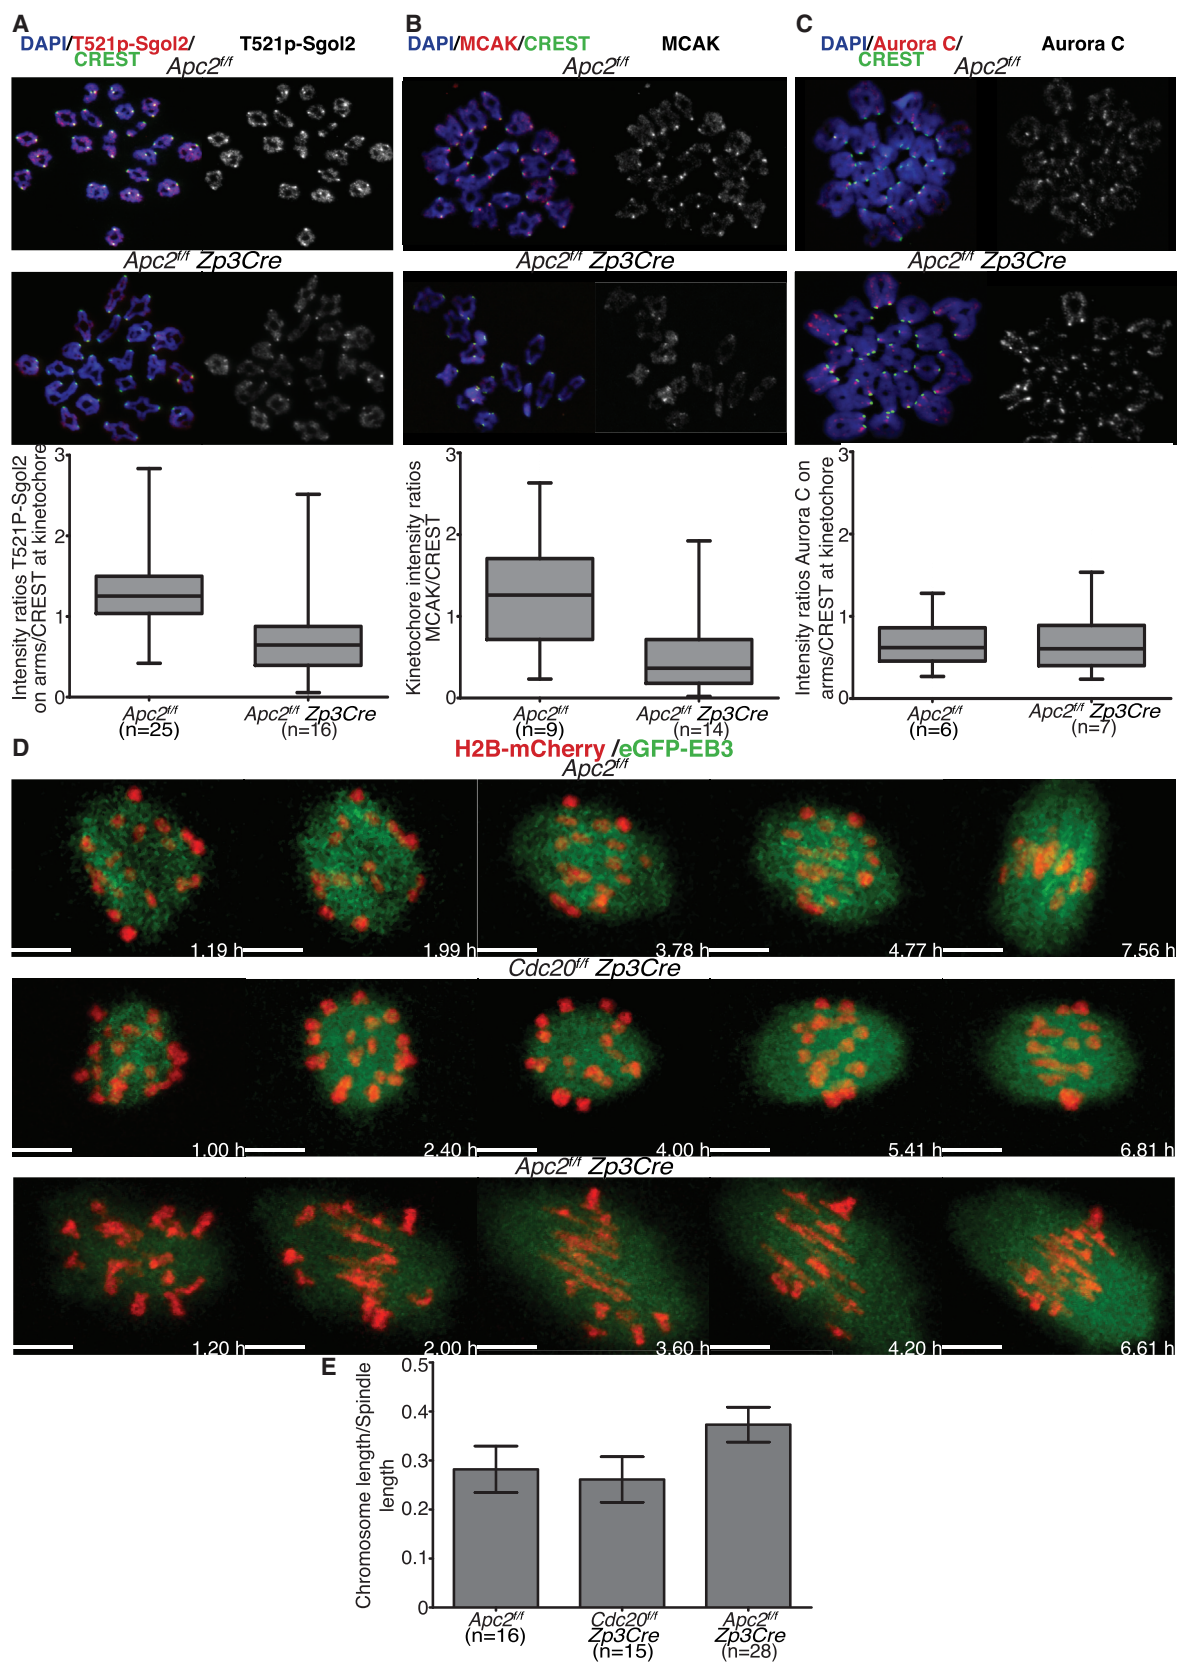 A
DAPI/T521p-Sgol2/
CREST
T521p-Sgol2
Apc2f/f
Apc2f/f Zp3Cre
Intensity ratios T521P-Sgol2
on arms/CREST at kinetochore
3
2
1
0
Apc2f/f
(n=25)
Apc2f/f Zp3Cre
(n=16)
B
DAPI/MCAK/CREST
MCAK
Apc2f/f
Apc2f/f Zp3Cre
Kinetochore intensity ratios
MCAK/CREST
3
2
1
0
Apc2f/f
(n=9)
Apc2f/f Zp3Cre
(n=14)
C
DAPI/Aurora C/
CREST
Aurora C
Apc2f/f
Apc2f/f Zp3Cre
Intensity ratios Aurora C on
arms/CREST at kinetochore
3
2
1
0
Apc2f/f
(n=6)
Apc2f/f Zp3Cre
(n=7)
D
H2B-mCherry /eGFP-EB3
Apc2f/f
1.19 h
1.99 h
3.78 h
4.77 h
7.56 h
Cdc20f/f Zp3Cre
1.00 h
2.40 h
4.00 h
5.41 h
6.81 h
Apc2f/f Zp3Cre
1.20 h
2.00 h
3.60 h
4.20 h
6.61 h
E
Chromosome length/Spindle
length
0.5
0.4
0.3
0.2
0.1
0
Apc2f/f
(n=16)
Cdc20f/f
Zp3Cre
(n=15)
Apc2f/f
Zp3Cre
(n=28)